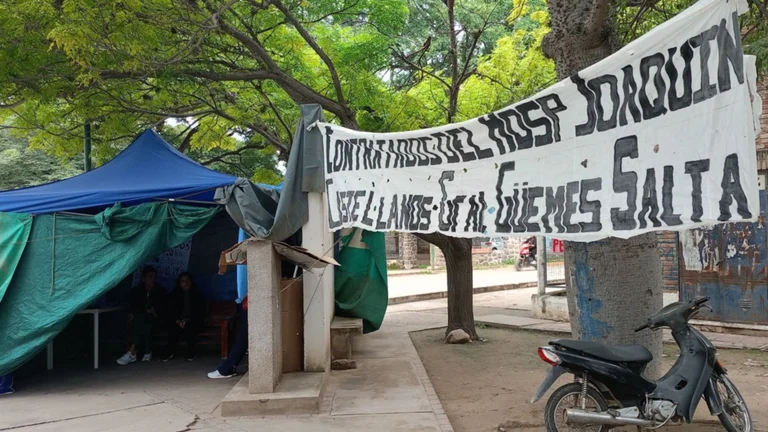 CONTRATADOS DEL HOSP JOAQUIN
CASTELLANOS-GRAL GÜEMES SALTA